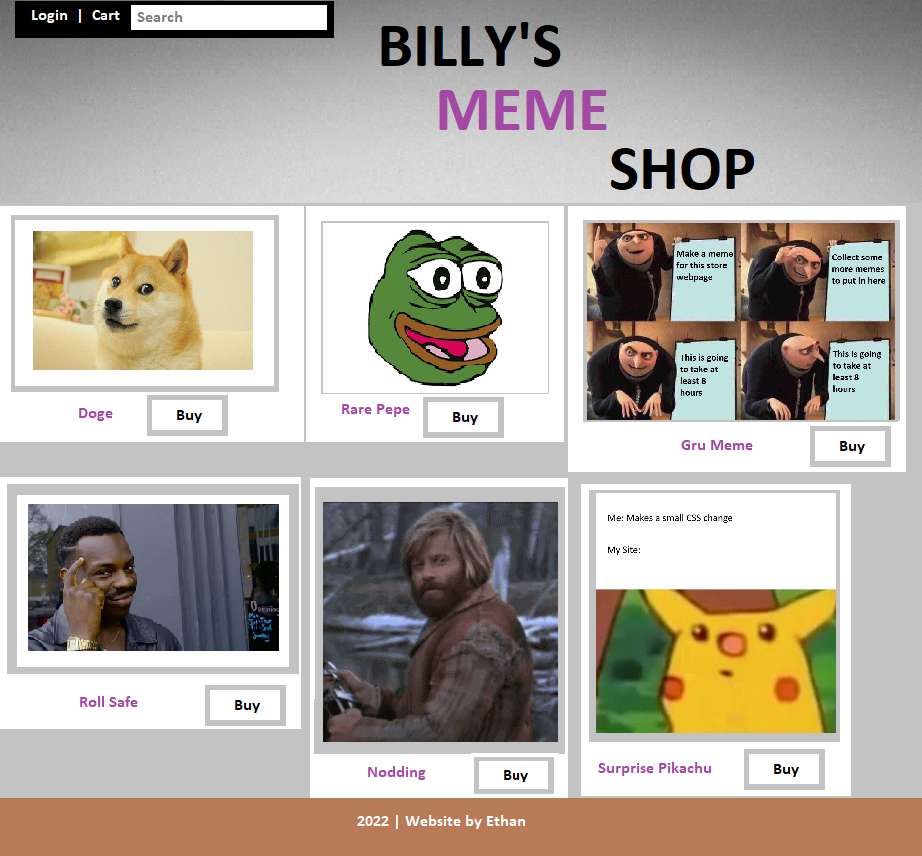 Login | Cart Search
BILLY'S
MEME
SHOP
Make a meme
for this store
webpage
Collect some
more memes
to put in here
This is going
to take at
least 8
hours
This is going
to take at
least 8
hours
Doge Buy
Rare Pepe Buy
Gru Meme Buy
Me: Makes a small CSS change
My Site:
Roll Safe Buy
Nodding Buy
Surprise Pikachu Buy
2022 | Website by Ethan